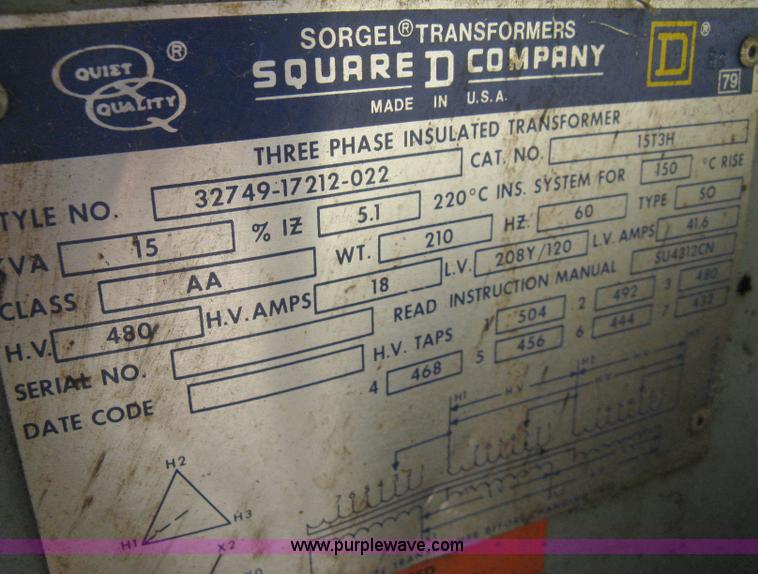 QUIET QUALITY ®
SORGEL® TRANSFORMERS
SQUARE D COMPANY
MADE IN U.S.A.
D ®
79
THREE PHASE INSULATED TRANSFORMER
TYLE NO. 32749-17212-022 CAT. NO. 15T3H
VA 15 % IZ 5.1 220°C INS. SYSTEM FOR 150 °C RISE
CLASS AA WT. 210 HZ. 60 TYPE SO
H.V. 480 H.V. AMPS 18 L.V. 208Y/120 L.V. AMPS 41.6
SERIAL NO. READ INSTRUCTION MANUAL SU4312CN
DATE CODE H.V. TAPS 1 504 2 492 3 480
4 468 5 456 6 444 7 432
H1 H.V. H2 H.V.
H2
H1 H3
X2
www.purplewave.com